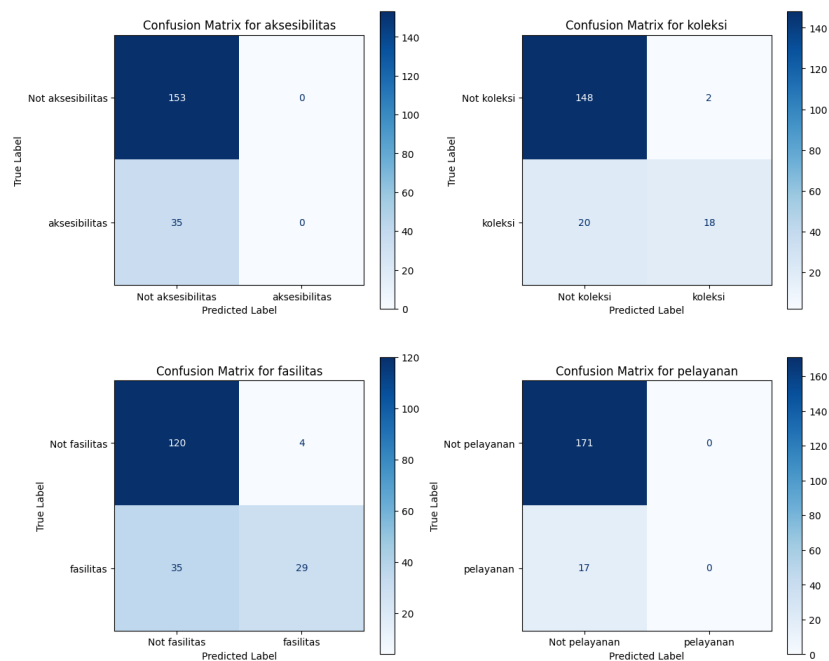 Confusion Matrix for aksesibilitas
True Label
Not aksesibilitas
aksesibilitas
153
0
35
0
Not aksesibilitas
aksesibilitas
Predicted Label
140
120
100
80
60
40
20
0
Confusion Matrix for koleksi
True Label
Not koleksi
koleksi
148
2
20
18
Not koleksi
koleksi
Predicted Label
140
120
100
80
60
40
20
Confusion Matrix for fasilitas
True Label
Not fasilitas
fasilitas
120
4
35
29
Not fasilitas
fasilitas
Predicted Label
120
100
80
60
40
20
Confusion Matrix for pelayanan
True Label
Not pelayanan
pelayanan
171
0
17
0
Not pelayanan
pelayanan
Predicted Label
160
140
120
100
80
60
40
20
0